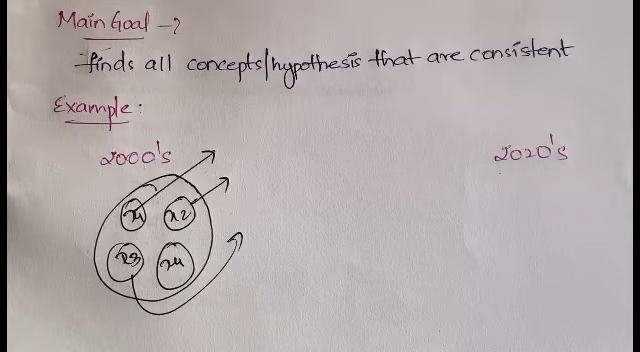 Main Goal -?
finds all concepts/hypothesis that are consistent
Example:
2000's 2020's
x1 x2
x3 x4